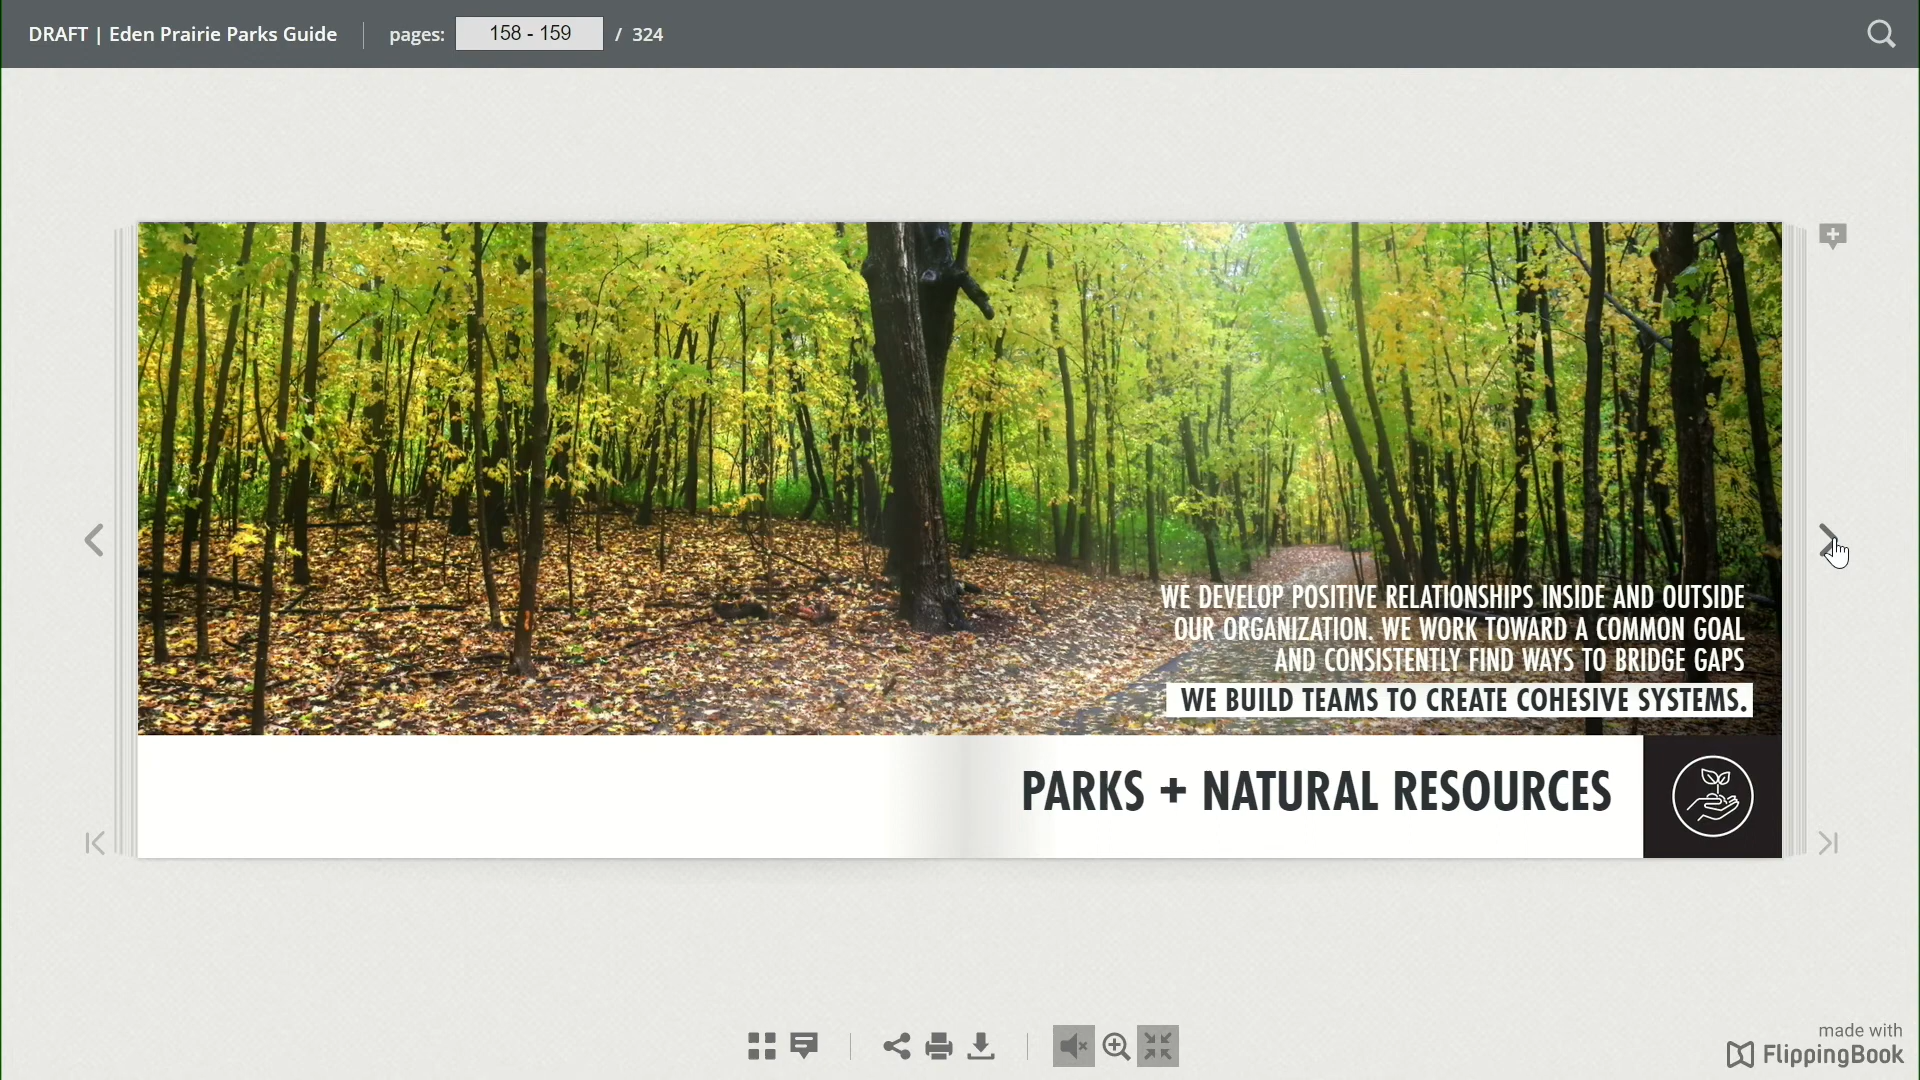 DRAFT | Eden Prairie Parks Guide
pages: 158 - 159 / 324
WE DEVELOP POSITIVE RELATIONSHIPS INSIDE AND OUTSIDE
OUR ORGANIZATION. WE WORK TOWARD A COMMON GOAL
AND CONSISTENTLY FIND WAYS TO BRIDGE GAPS
WE BUILD TEAMS TO CREATE COHESIVE SYSTEMS.
PARKS + NATURAL RESOURCES
made with
FlippingBook